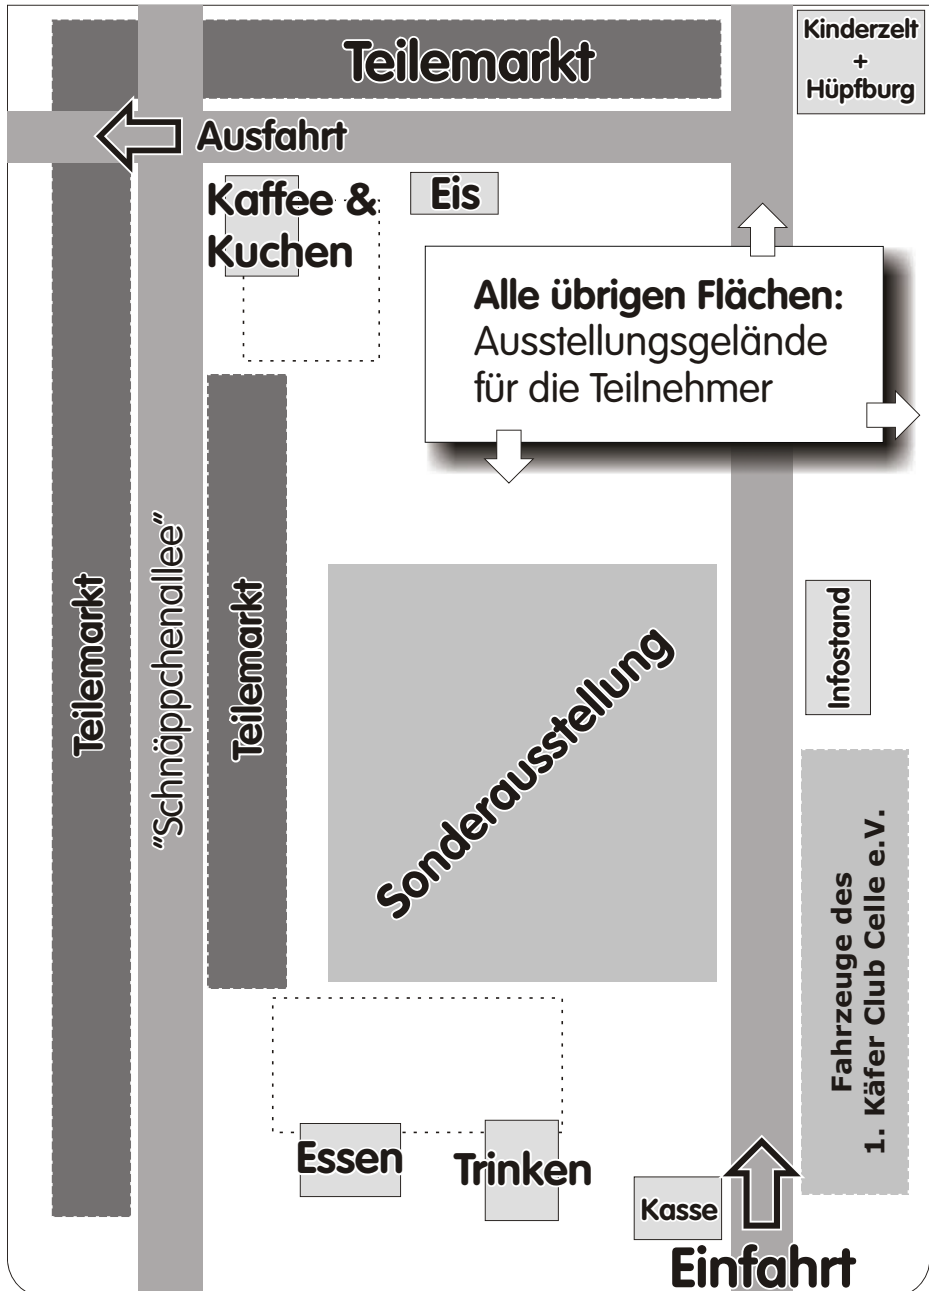 Teilemarkt
Kinderzelt
+
Hüpfburg
Ausfahrt
Kaffee &
Kuchen
Eis
Alle übrigen Flächen:
Ausstellungsgelände
für die Teilnehmer
Teilemarkt
"Schnäppchenallee"
Teilemarkt
Sonderausstellung
Infostand
Fahrzeuge des
1. Käfer Club Celle e.V.
Essen
Trinken
Kasse
Einfahrt